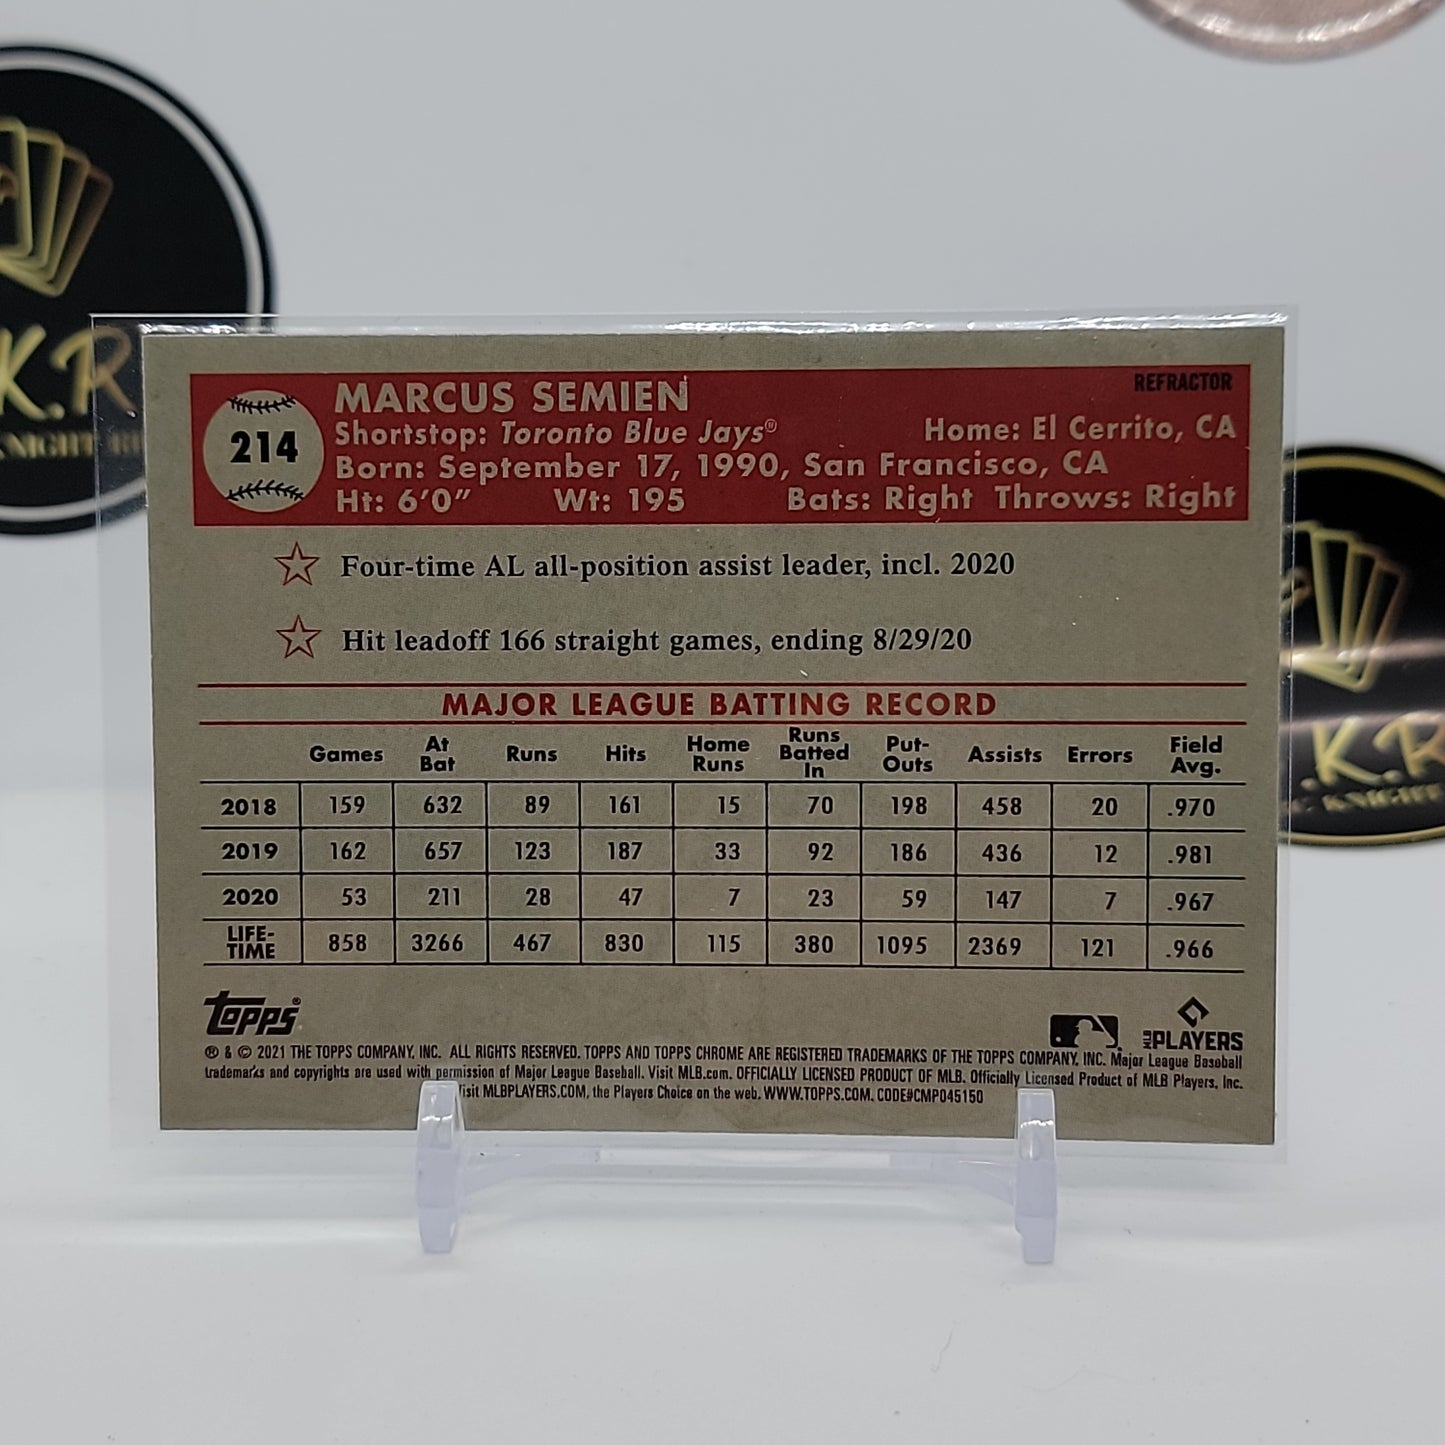 REFRACTOR
214
MARCUS SEMIEN
Shortstop: Toronto Blue Jays® Home: El Cerrito, CA
Born: September 17, 1990, San Francisco, CA
Ht: 6'0" Wt: 195 Bats: Right Throws: Right
Four-time AL all-position assist leader, incl. 2020
Hit leadoff 166 straight games, ending 8/29/20
MAJOR LEAGUE BATTING RECORD
Games At Bat Runs Hits Home Runs Runs Batted In Put-Outs Assists Errors Field Avg.
2018 159 632 89 161 15 70 198 458 20 .970
2019 162 657 123 187 33 92 186 436 12 .981
2020 53 211 28 47 7 23 59 147 7 .967
LIFE-TIME 858 3266 467 830 115 380 1095 2369 121 .966
topps®
MLB PLAYERS
® & © 2021 THE TOPPS COMPANY, INC. ALL RIGHTS RESERVED. TOPPS AND TOPPS CHROME ARE REGISTERED TRADEMARKS OF THE TOPPS COMPANY, INC. Major League Baseball
trademarks and copyrights are used with permission of Major League Baseball. Visit MLB.com. OFFICIALLY LICENSED PRODUCT OF MLB. Officially Licensed Product of MLB Players, Inc.
isit MLBPLAYERS.COM, the Players Choice on the web. WWW.TOPPS.COM. CODE#CMP045150
.K.R
KNIGHT
.K.R
KNIGHT